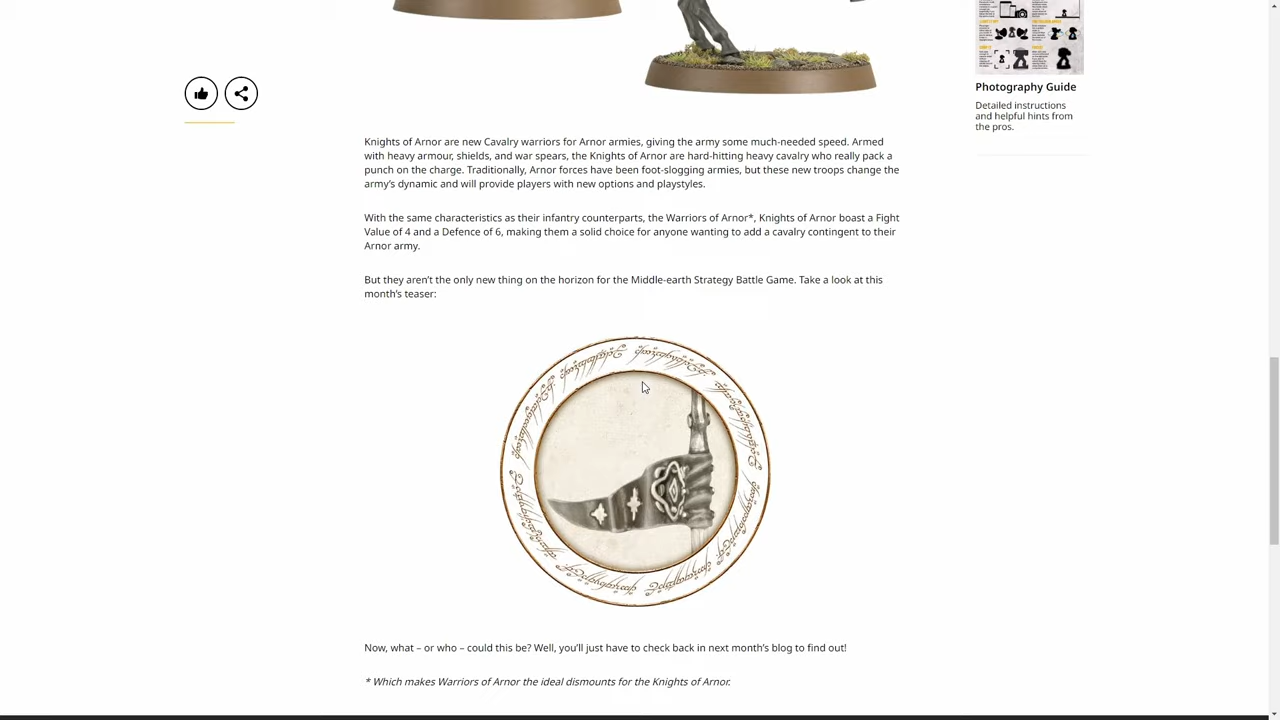 Photography Guide
Detailed instructions
and helpful hints from
the pros.
Knights of Arnor are new Cavalry warriors for Arnor armies, giving the army some much-needed speed. Armed
with heavy armour, shields, and war spears, the Knights of Arnor are hard-hitting heavy cavalry who really pack a
punch on the charge. Traditionally, Arnor forces have been foot-slogging armies, but these new troops change the
army’s dynamic and will provide players with new options and playstyles.
With the same characteristics as their infantry counterparts, the Warriors of Arnor*, Knights of Arnor boast a Fight
Value of 4 and a Defence of 6, making them a solid choice for anyone wanting to add a cavalry contingent to their
Arnor army.
But they aren’t the only new thing on the horizon for the Middle-earth Strategy Battle Game. Take a look at this
month’s teaser:
Now, what – or who – could this be? Well, you’ll just have to check back in next month’s blog to find out!
* Which makes Warriors of Arnor the ideal dismounts for the Knights of Arnor.